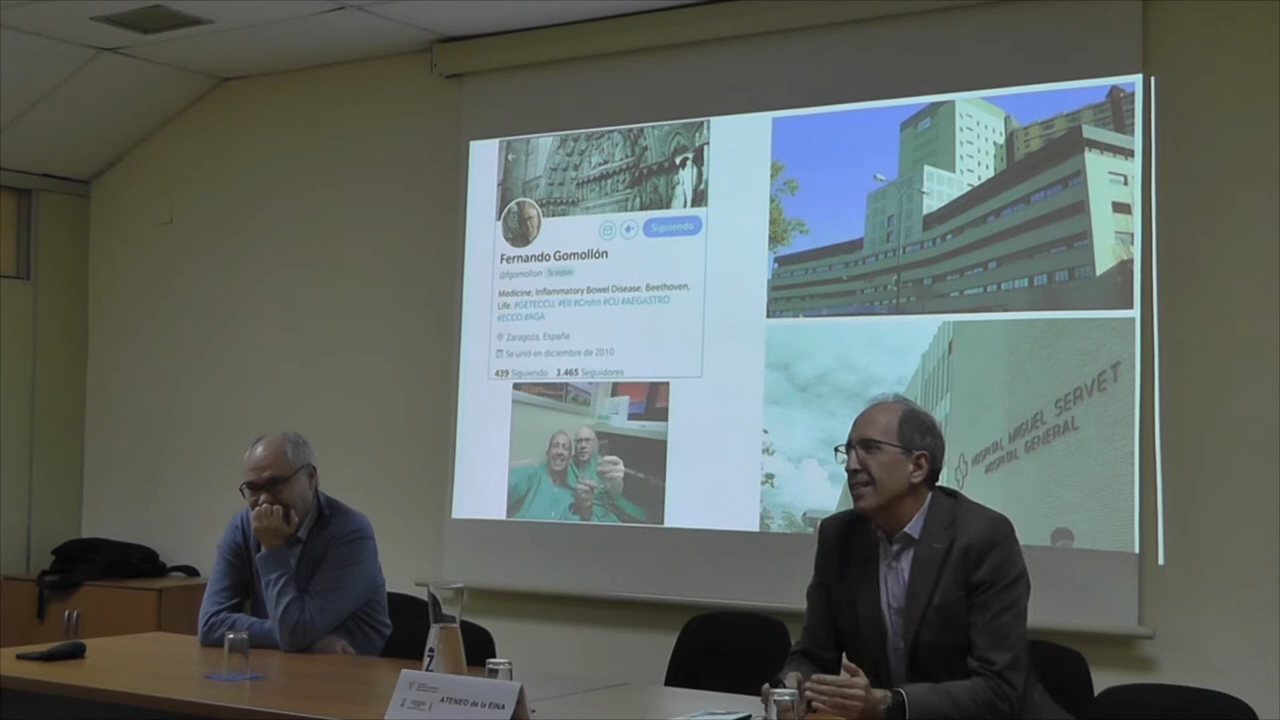 Siguiendo
Fernando Gomollón
@fgomollon Te sigue
Medicine, Inflammatory Bowel Disease, Beethoven,
Life. #GETECCU, #EII #Crohn #CU #AEGASTRO
#ECCO #AGA
Zaragoza, España
Se unió en diciembre de 2010
439 Siguiendo 3.465 Seguidores
HOSPITAL MIGUEL SERVET
HOSPITAL GENERAL
Z
ATENEO de la EINA